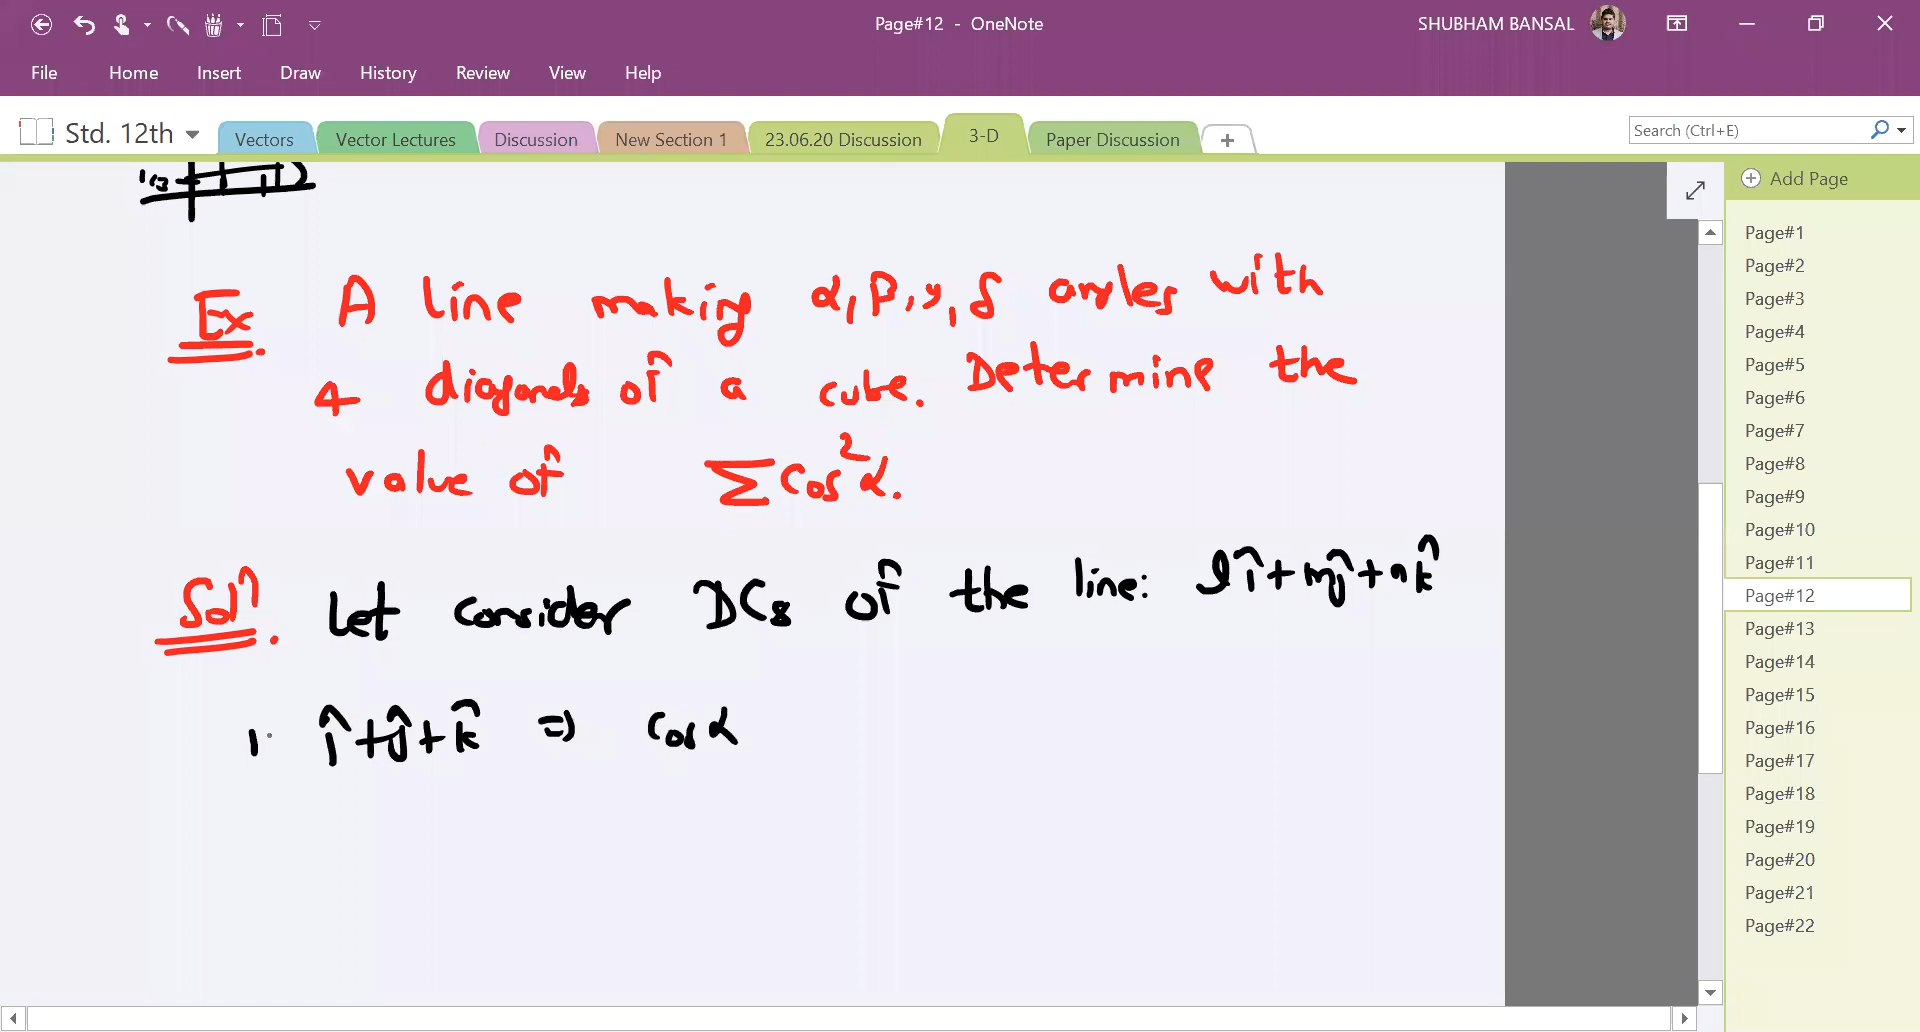 Page#12 - OneNote
SHUBHAM BANSAL
File Home Insert Draw History Review View Help
Std. 12th
Vectors
Vector Lectures
Discussion
New Section 1
23.06.20 Discussion
3-D
Paper Discussion
Search (Ctrl+E)
Add Page
Ex. A line making α, β, γ, δ angles with
4 diagonals of a cube. Determine the
value of ∑cos²α.
Solⁿ. Let consider DCs of the line: lî+mĵ+nk̂
1. î+ĵ+k̂ ⇒ cosα
Page#1
Page#2
Page#3
Page#4
Page#5
Page#6
Page#7
Page#8
Page#9
Page#10
Page#11
Page#12
Page#13
Page#14
Page#15
Page#16
Page#17
Page#18
Page#19
Page#20
Page#21
Page#22